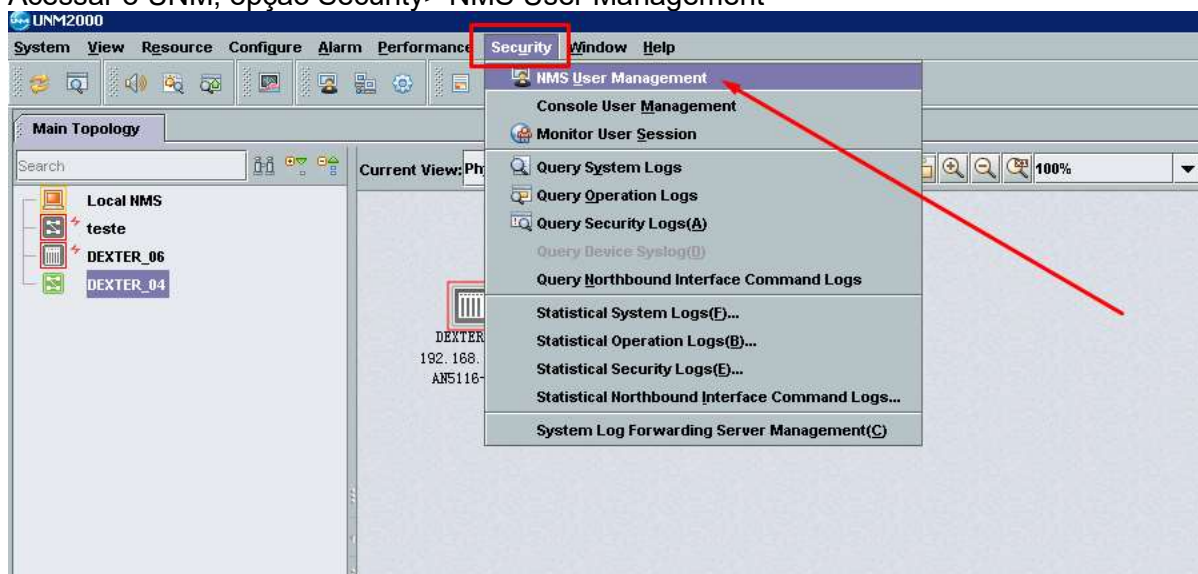 Acessar o UNM, opção Security> NMS User Management
UNM2000
System View Resource Configure Alarm Performance Security Window Help
NMS User Management
Console User Management
Monitor User Session
Query System Logs
Query Operation Logs
Query Security Logs(A)
Query Device Syslog(D)
Query Northbound Interface Command Logs
Statistical System Logs(F)...
Statistical Operation Logs(B)...
Statistical Security Logs(E)...
Statistical Northbound Interface Command Logs...
System Log Forwarding Server Management(C)
Main Topology
Search
Local NMS
teste
DEXTER_06
DEXTER_04
Current View: Ph
100%
DEXTER
192.168.
AN5116-